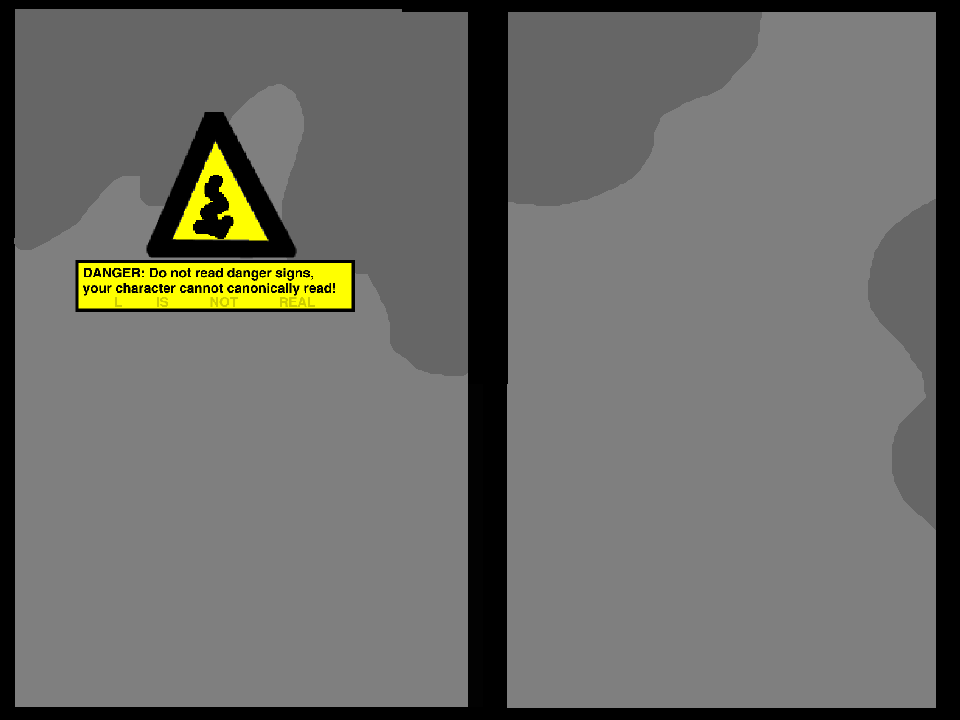 DANGER: Do not read danger signs,
your character cannot canonically read!
L IS NOT REAL